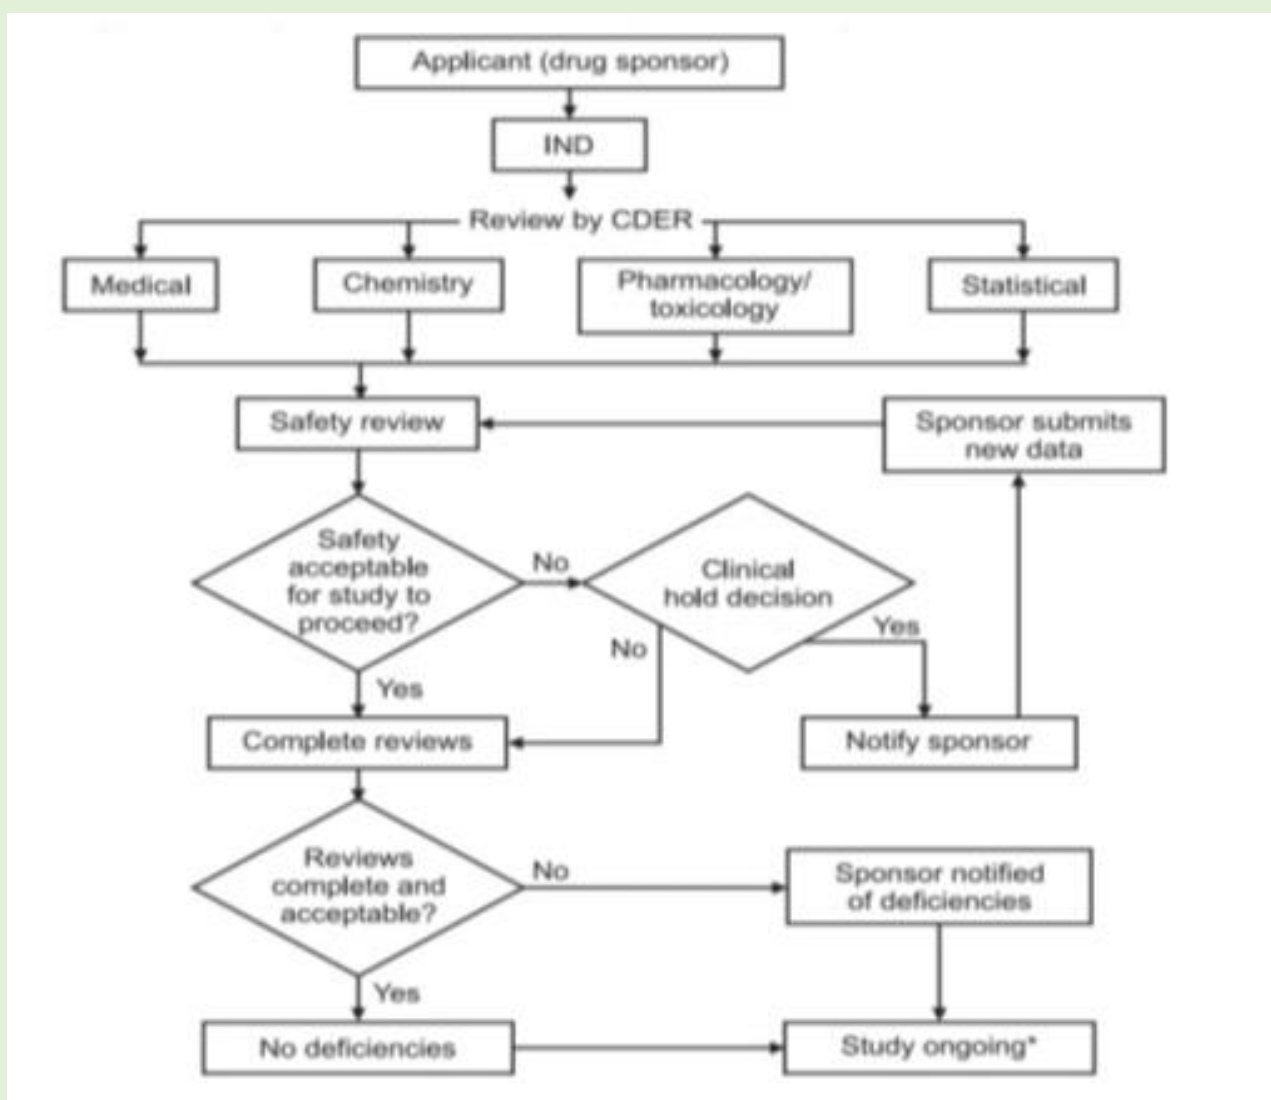 Applicant (drug sponsor)
IND
Review by CDER
Medical
Chemistry
Pharmacology/
toxicology
Statistical
Safety review
Sponsor submits
new data
Safety
acceptable
for study to
proceed?
No
Clinical
hold decision
Yes
No
Yes
Complete reviews
Notify sponsor
Reviews
complete and
acceptable?
No
Sponsor notified
of deficiencies
Yes
No deficiencies
Study ongoing*